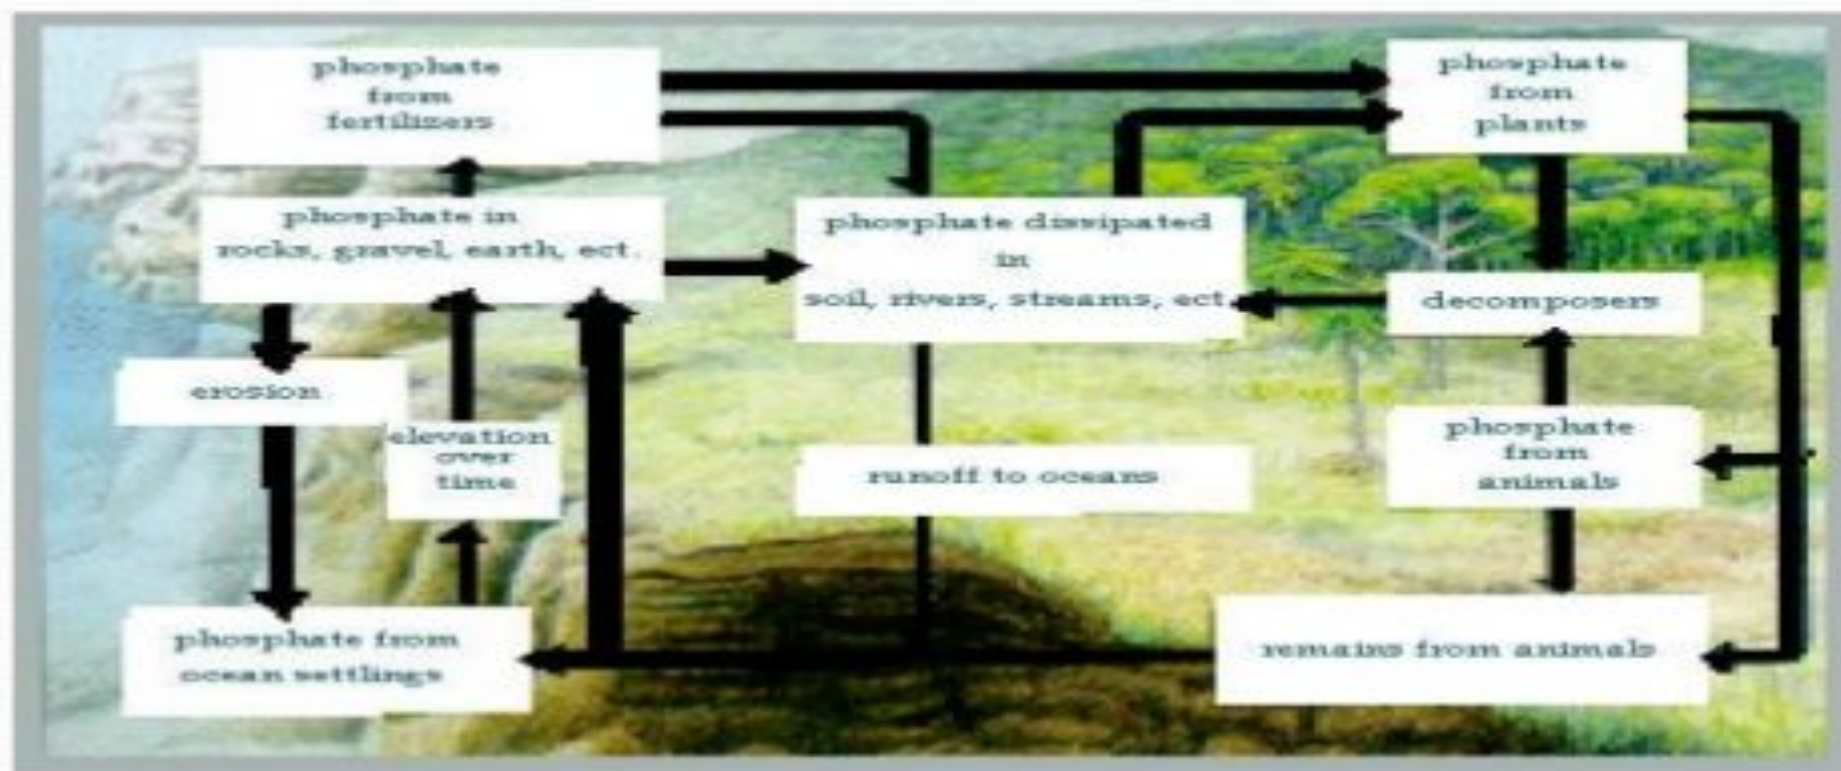 phosphate
from
fertilizers
phosphate
from
plants
phosphate in
rocks, gravel, earth, ect.
phosphate dissipated
in
soil, rivers, streams, ect
decomposers
erosion
elevation
over
time
runoff to oceans
phosphate
from
animals
phosphate from
ocean settlings
remains from animals